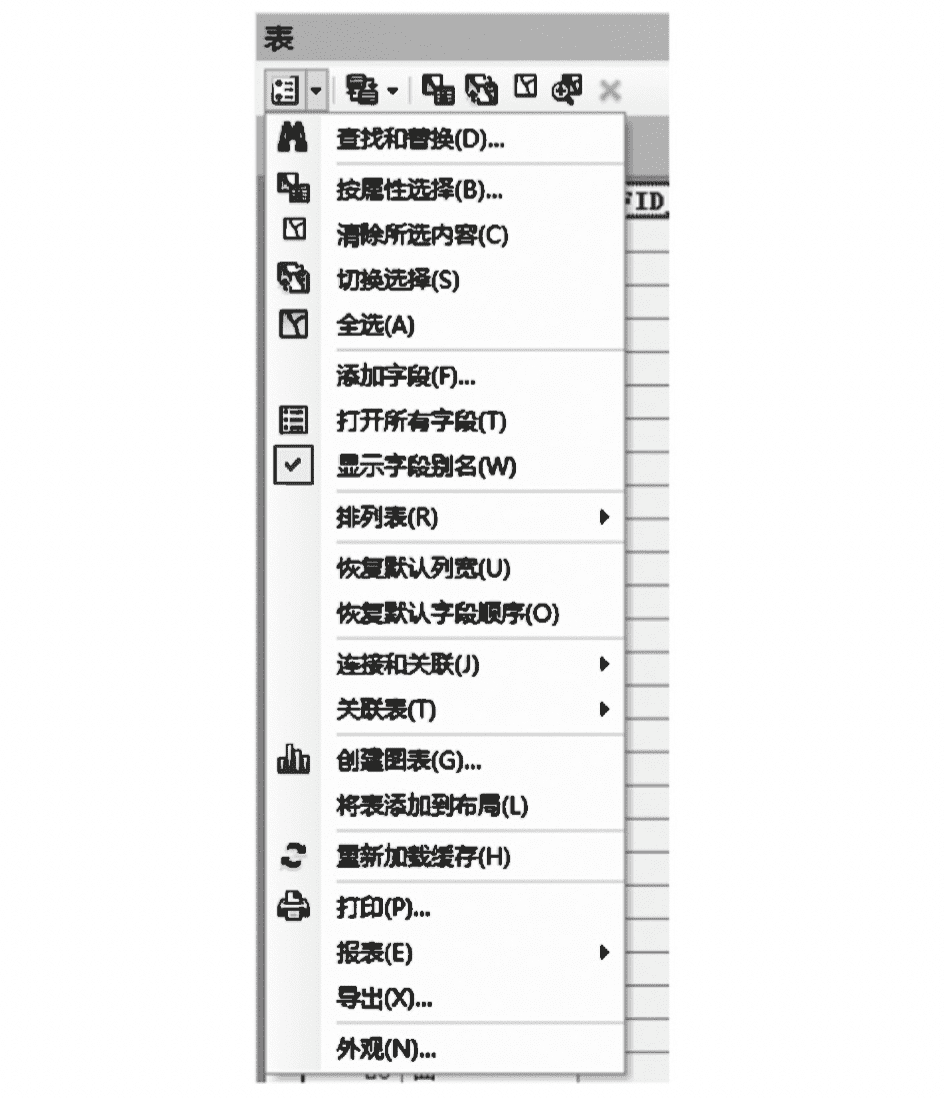 表
查找和替换(D)...
按属性选择(B)...
FID
清除所选内容(C)
切换选择(S)
全选(A)
添加字段(F)...
打开所有字段(T)
显示字段别名(W)
排列表(R)
恢复默认列宽(U)
恢复默认字段顺序(O)
连接和关联(J)
关联表(T)
创建图表(G)...
将表添加到布局(L)
重新加载缓存(H)
打印(P)...
报表(E)
导出(X)...
外观(N)...